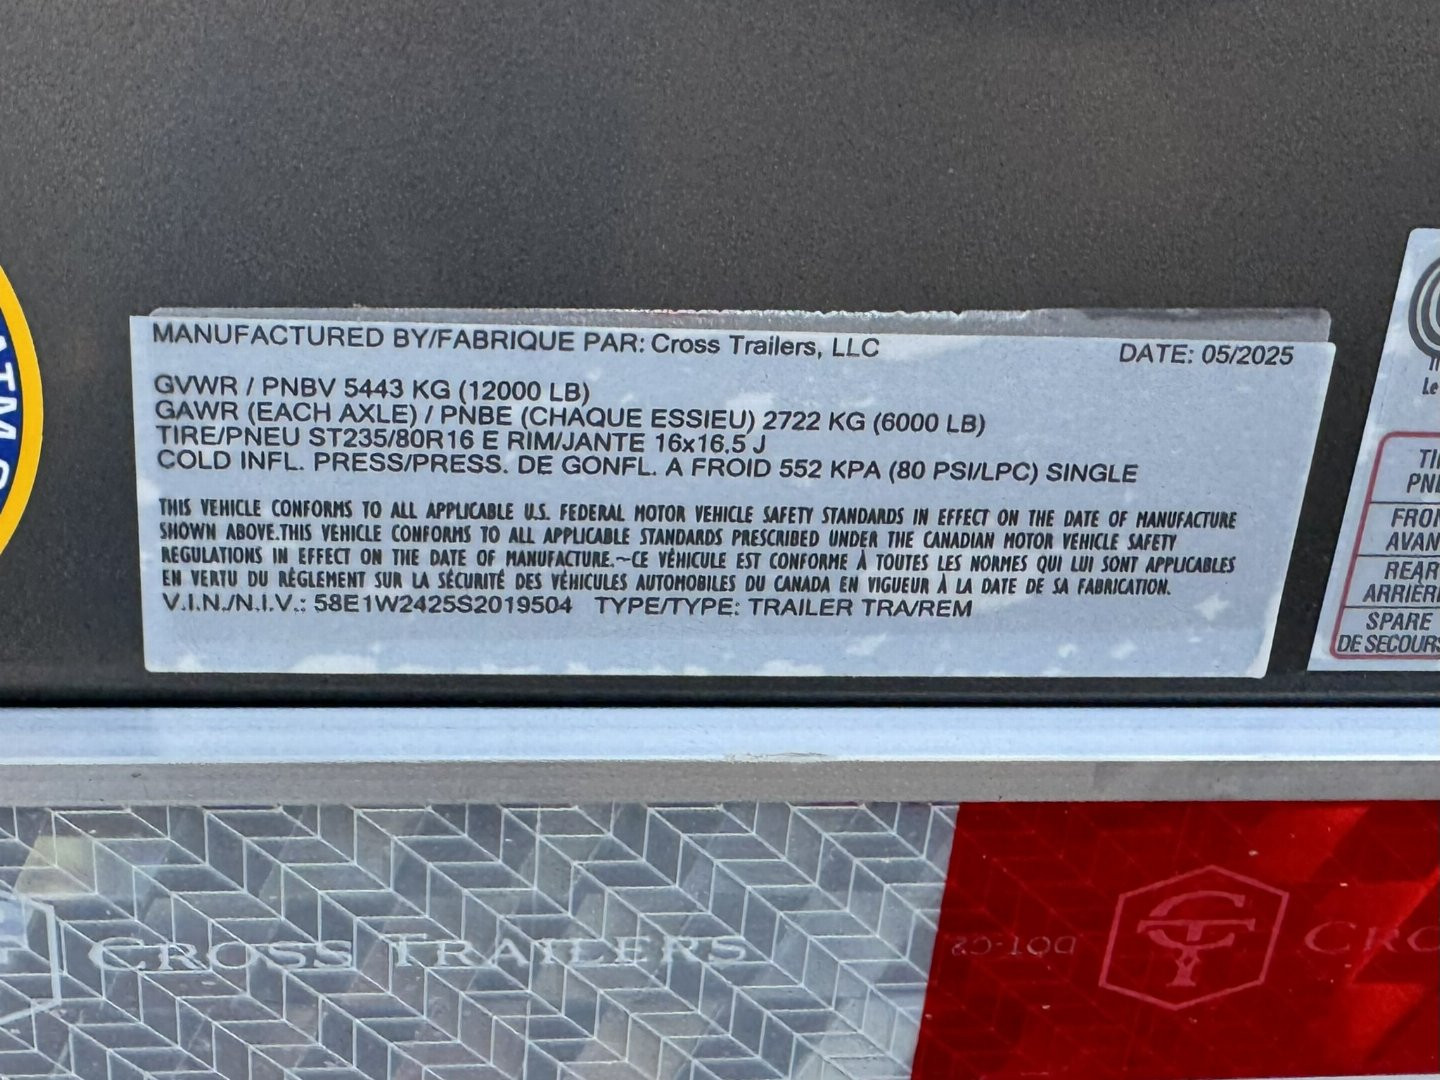 MANUFACTURED BY/FABRIQUE PAR: Cross Trailers, LLC DATE: 05/2025
GVWR / PNBV 5443 KG (12000 LB)
GAWR (EACH AXLE) / PNBE (CHAQUE ESSIEU) 2722 KG (6000 LB)
TIRE/PNEU ST235/80R16 E RIM/JANTE 16x16.5 J
COLD INFL. PRESS/PRESS. DE GONFL. A FROID 552 KPA (80 PSI/LPC) SINGLE
THIS VEHICLE CONFORMS TO ALL APPLICABLE U.S. FEDERAL MOTOR VEHICLE SAFETY STANDARDS IN EFFECT ON THE DATE OF MANUFACTURE
SHOWN ABOVE.THIS VEHICLE CONFORMS TO ALL APPLICABLE STANDARDS PRESCRIBED UNDER THE CANADIAN MOTOR VEHICLE SAFETY
REGULATIONS IN EFFECT ON THE DATE OF MANUFACTURE.~CE VÉHICULE EST CONFORME À TOUTES LES NORMES QUI LUI SONT APPLICABLES
EN VERTU DU RÈGLEMENT SUR LA SÉCURITÉ DES VÉHICULES AUTOMOBILES DU CANADA EN VIGUEUR À LA DATE DE SA FABRICATION.
V.I.N./N.I.V.: 58E1W2425S2019504 TYPE/TYPE: TRAILER TRA/REM
Le
FRON
AVAN
REAR
ARRIÈR
SPARE
DE SECOURS
CROSS TRAILERS
DOT-C2
CT
CRO